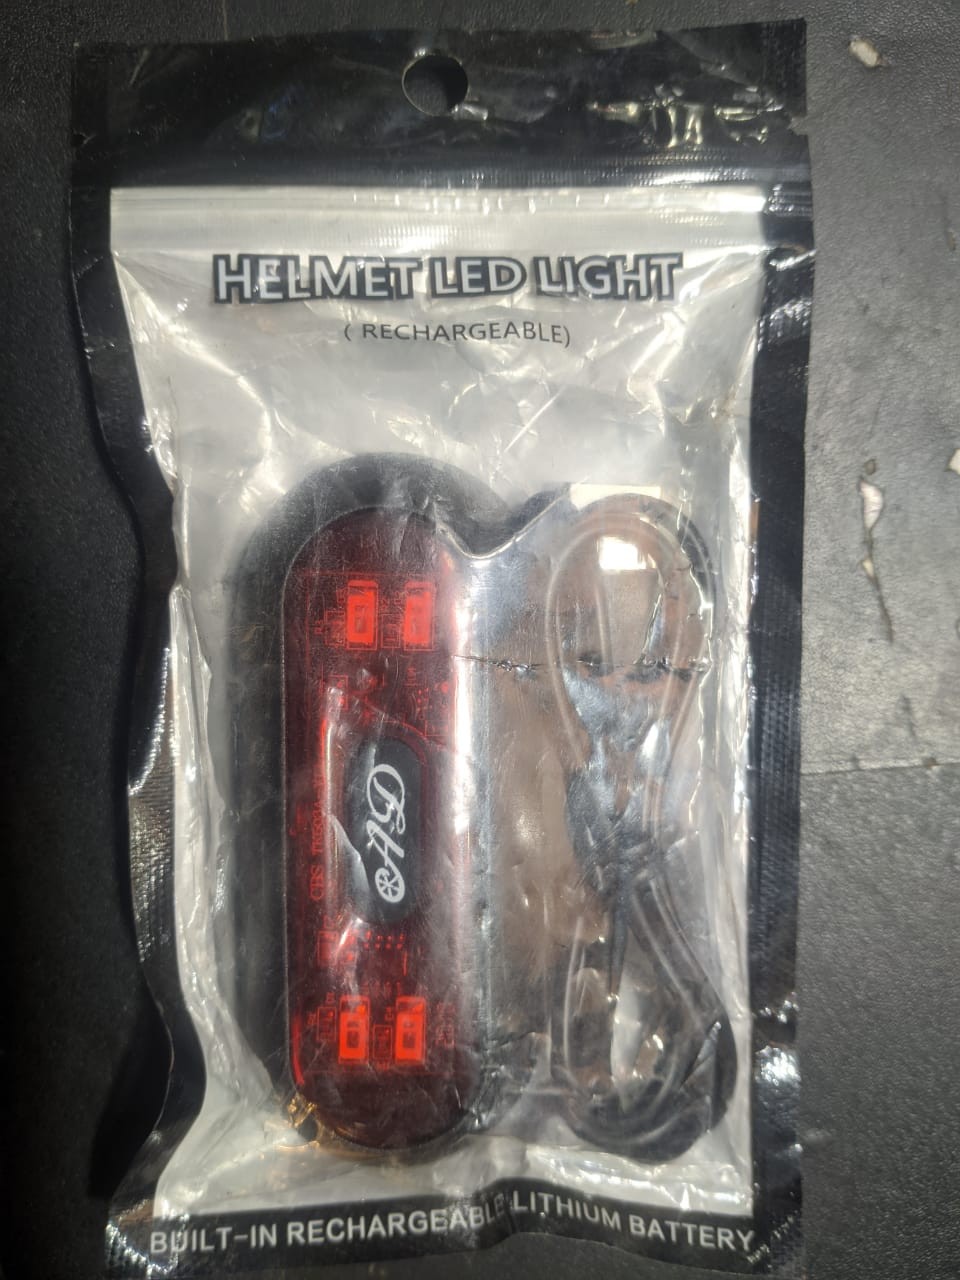 HELMET LED LIGHT
( RECHARGEABLE)
BUILT-IN RECHARGEABLE LITHIUM BATTERY